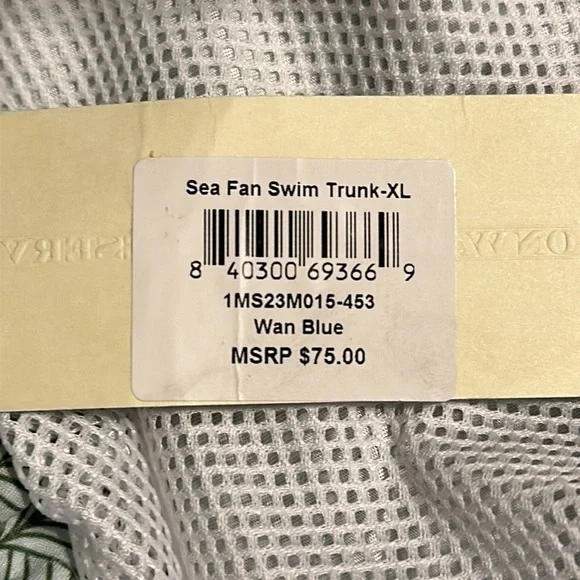 Sea Fan Swim Trunk-XL
8 40300 69366 9
1MS23M015-453
Wan Blue
MSRP $75.00